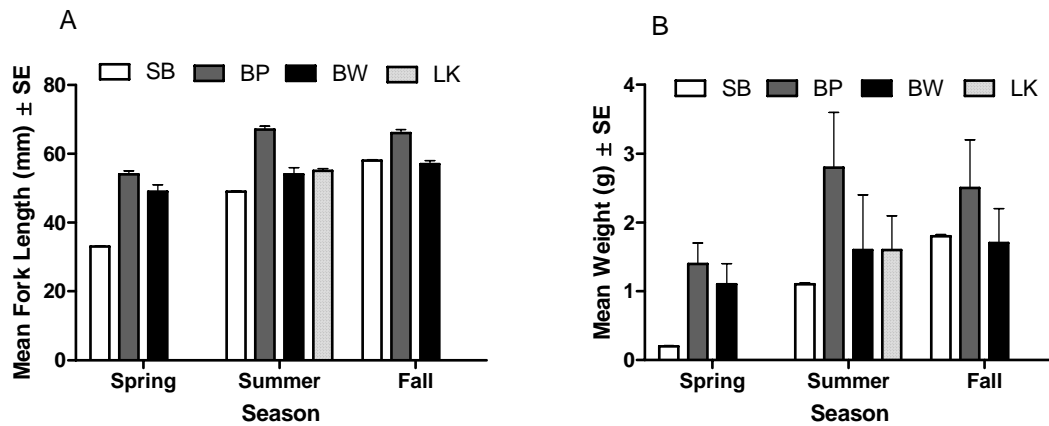 A
SB BP BW LK
Mean Fork Length (mm) ± SE
80
60
40
20
0
Spring Summer Fall
Season
B
SB BP BW LK
Mean Weight (g) ± SE
4
3
2
1
0
Spring Summer Fall
Season